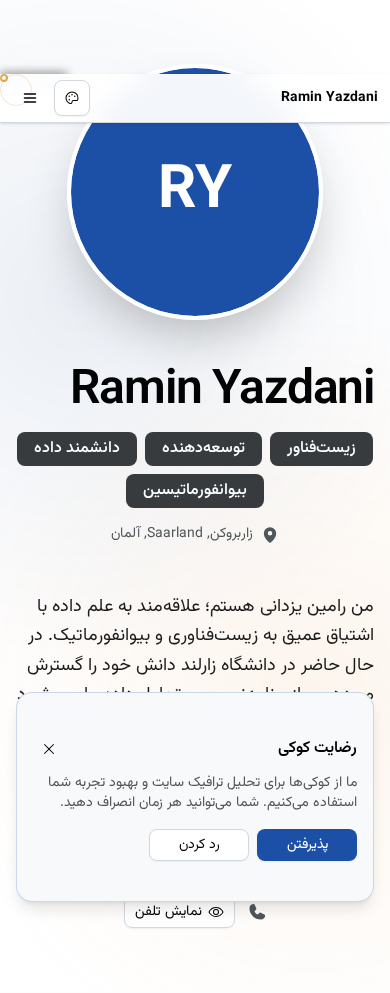 Ramin Yazdani
RY
Ramin Yazdani
زیست‌فناور توسعه‌دهنده دانشمند داده
بیوانفورماتیسین
زاربروکن, Saarland, آلمان
من رامین یزدانی هستم؛ علاقه‌مند به علم داده با
اشتیاق عمیق به زیست‌فناوری و بیوانفورماتیک. در
حال حاضر در دانشگاه زارلند دانش خود را گسترش
رضایت کوکی
ما از کوکی‌ها برای تحلیل ترافیک سایت و بهبود تجربه شما
استفاده می‌کنیم. شما می‌توانید هر زمان انصراف دهید.
پذیرفتن رد کردن
نمایش تلفن